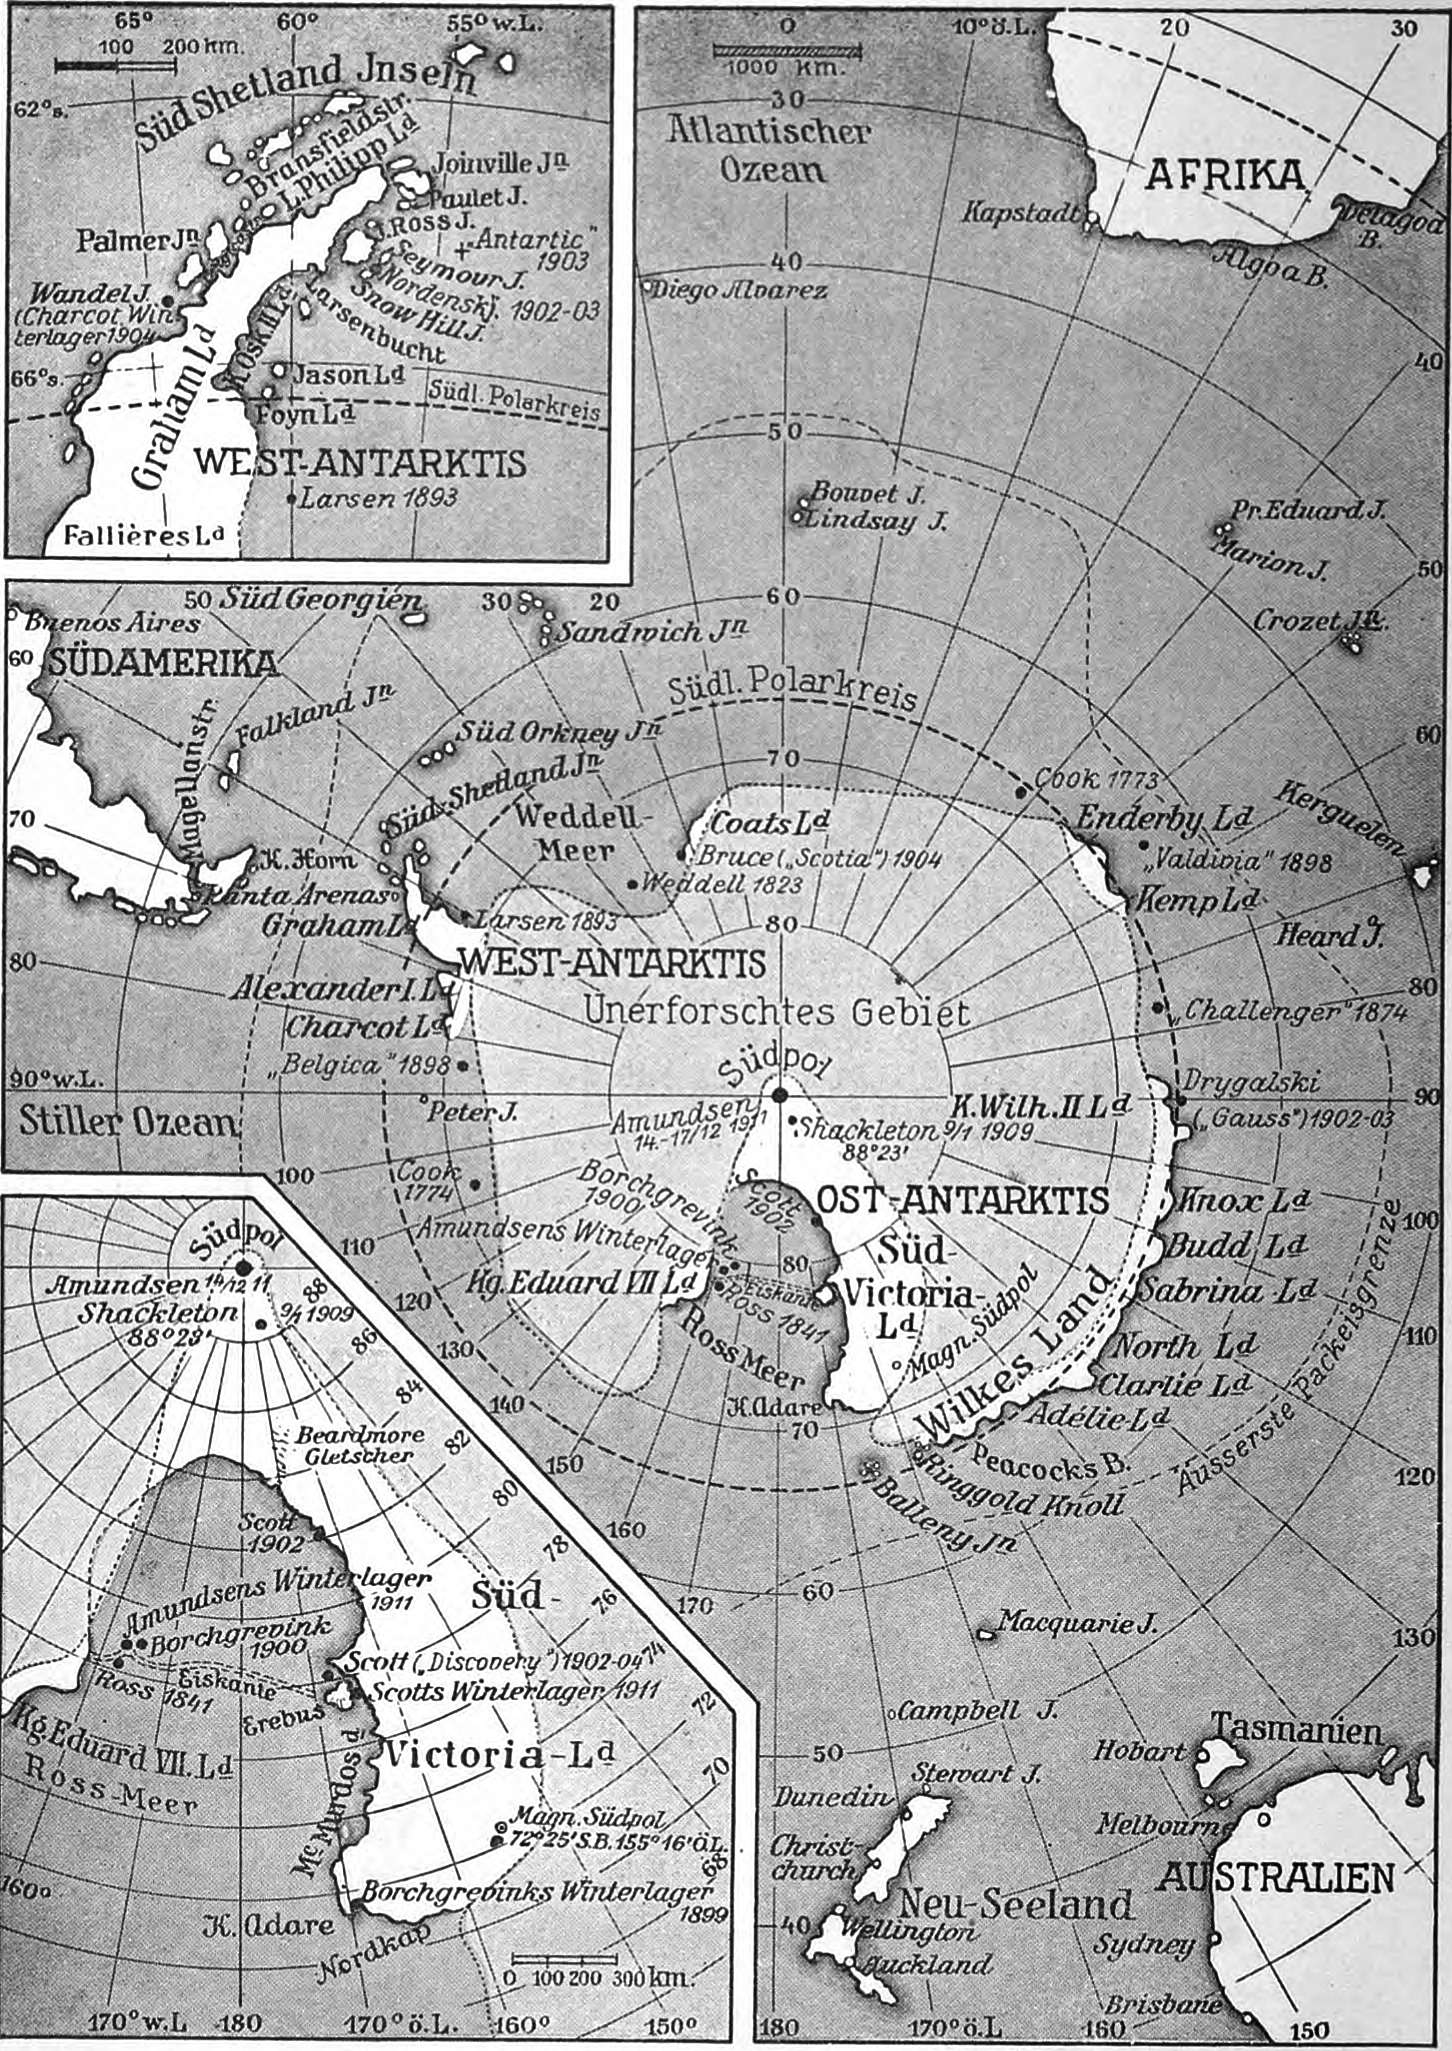 65°
60°
55° w.L.
100 200 km.
62° s.
Süd Shetland Jnseln
Bransfieldstr.
L.Philipp Ld
Joinville Jn
Paulet J.
J.Ross J.
+ „Antartic”
1903
Seymour J.
Nordenskj. 1902-03
Snow Hill J.
Larsenbucht
Palmer Jn
Wandel J.
(Charcot Win
terlager 1904
66° s.
K.Osk.II Ld.
Jason Ld
Südl. Polarkreis
Foyn Ld
Graham Ld
WEST-ANTARKTIS
Larsen 1893
Fallières Ld
0
10° ö.L.
20
30
1000 km.
30
Atlantischer
Ozean
AFRIKA
Kapstadt
Delagoa
B.
Algoa B.
40
Diego Alvarez
40
50
Bouvet J.
Lindsay J.
Pr. Eduard J.
Marion J.
50
Crozet Jn.
60
50
Süd Georgien
30
20
Sandwich Jn
Buenos Aires
60
SÜDAMERIKA
Magellanstr.
Falkland Jn
Südl. Polarkreis
Süd Orkney Jn
Süd-Shetland Jn
60
70
Cook 1773
Kerguelen
70
Weddell-
Meer
Coats Ld
Bruce („Scotia”) 1904
Weddell 1823
Enderby Ld
„Valdivia” 1898
K. Horn
Punta Arenas
Graham Ld
Larsen 1893
80
Kemp Ld
Heard J.
80
WEST-ANTARKTIS
Alexander I. Ld
Unerforschtes Gebiet
80
Charcot Ld
„Challenger” 1874
„Belgica” 1898
Südpol
90° w.L.
Stiller Ozean
Peter J.
Amundsen
14.-17/12 1911
Shackleton 9/1 1909
88° 23'
K.Wilh. II Ld
Drygalski
(„Gauss”) 1902-03
90
100
Cook
1774
Borchgrevink
1900
Scott
1902
OST-ANTARKTIS
Knox Ld
100
110
Amundsens Winterlager
Budd Ld
80
Süd-
Victoria-
Ld
Kg. Eduard VII Ld
Eiskante
Ross 1841
Sabrina Ld
120
Ross Meer
Magn. Südpol
Wilkes Land
North Ld
110
130
Clarlie Ld
140
K. Adare
70
Adélie-Ld
Peacocks B.
Ausserste Packeisgrenze
150
Ringgold Knoll
120
Balleny Jn
160
170
60
Macquarie J.
130
Campbell J.
50
Stewart J.
Dunedin
Christ-
church
Neu-Seeland
Wellington
Auckland
40
Hobart
Tasmanien
Melbourne
AUSTRALIEN
Sydney
Brisbane
180
170° ö.L
160
150
Südpol
Amundsen 14/12 11
Shackleton
88° 23'
9/1 1909
88
86
84
82
80
78
76
74
72
70
68
Beardmore
Gletscher
Scott
1902
Amundsens Winterlager
1911
Borchgrevink
1900
Ross 1841
Eiskante
Süd-
Scott („Discovery”) 1902-04
Scotts Winterlager 1911
Erebus
Kg. Eduard VII. Ld
Ross-Meer
Victoria-Ld
Mc Murdos d
Magn. Südpol
72° 25' S.B. 155° 16' Ö.L.
Borchgrevinks Winterlager
1899
160°
K. Adare
Nordkap
0 100 200 300 km.
170° w.L
180
170° ö.L.
160°
150°